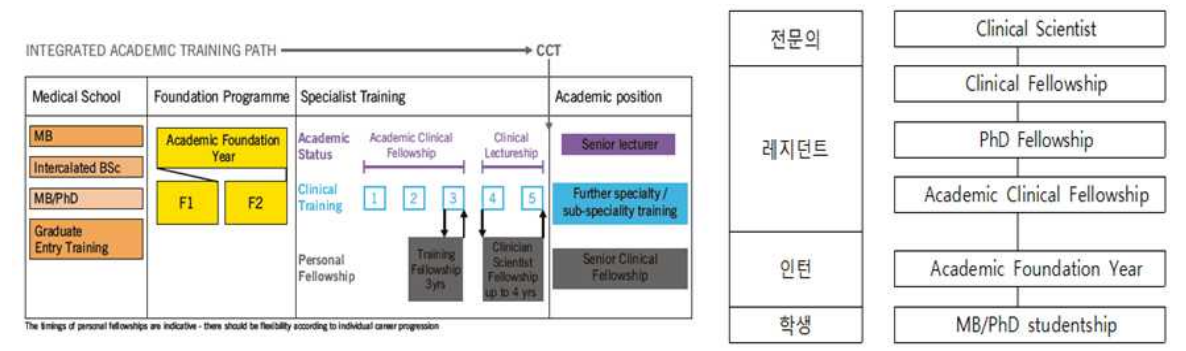 INTEGRATED ACADEMIC TRAINING PATH
CCT
Medical School
Foundation Programme
Specialist Training
Academic position
MB
Intercalated BSc
MB/PhD
Graduate
Entry Training
Academic Foundation
Year
F1
F2
Academic
Status
Academic Clinical
Fellowship
Clinical
Lectureship
Senior lecturer
Clinical
Training
1
2
3
4
5
Further specialty /
sub-speciality training
Personal
Fellowship
Training
Fellowship
3yrs
Clinician
Scientist
Fellowship
up to 4 yrs
Senior Clinical
Fellowship
The timings of personal fellowships are indicative - there should be flexibility according to individual career progression
전문의
레지던트
인턴
학생
Clinical Scientist
Clinical Fellowship
PhD Fellowship
Academic Clinical Fellowship
Academic Foundation Year
MB/PhD studentship